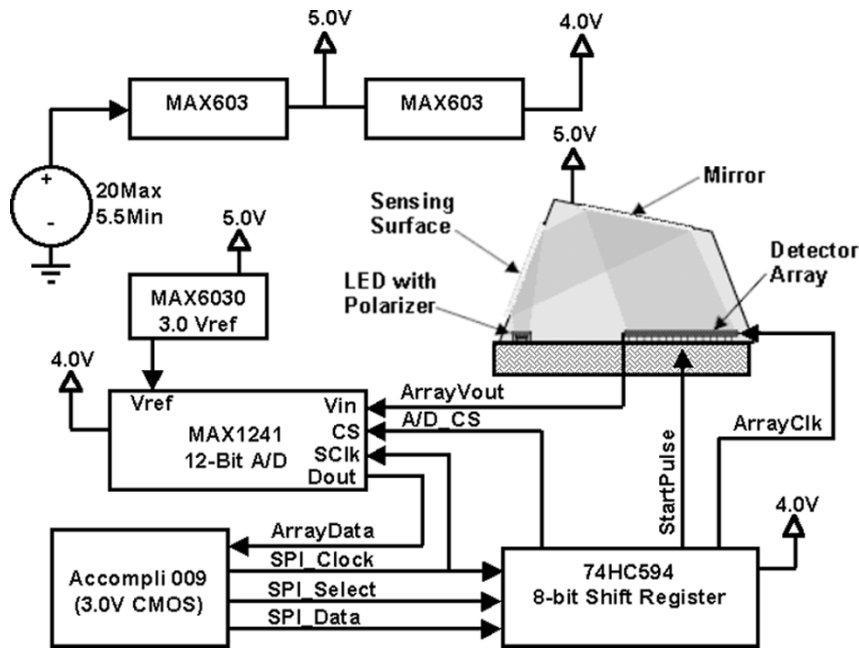 5.0V
4.0V
MAX603
MAX603
+
-
20Max
5.5Min
5.0V
5.0V
Mirror
Sensing
Surface
Detector
Array
LED with
Polarizer
MAX6030
3.0 Vref
4.0V
Vref
Vin
CS
SClk
Dout
MAX1241
12-Bit A/D
ArrayVout
A/D_CS
StartPulse
ArrayClk
4.0V
ArrayData
SPI_Clock
SPI_Select
SPI_Data
Accompli 009
(3.0V CMOS)
74HC594
8-bit Shift Register